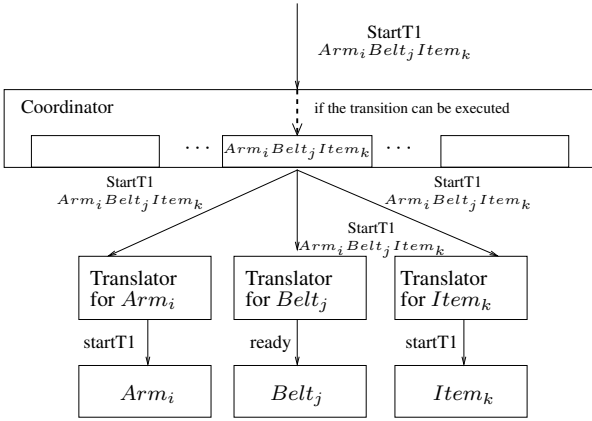 StartT1
Arm_i Belt_j Item_k
Coordinator
if the transition can be executed
... Arm_i Belt_j Item_k ...
StartT1
Arm_i Belt_j Item_k
StartT1
Arm_i Belt_j Item_k
StartT1
Arm_i Belt_j Item_k
Translator
for Arm_i
Translator
for Belt_j
Translator
for Item_k
startT1
ready
startT1
Arm_i
Belt_j
Item_k